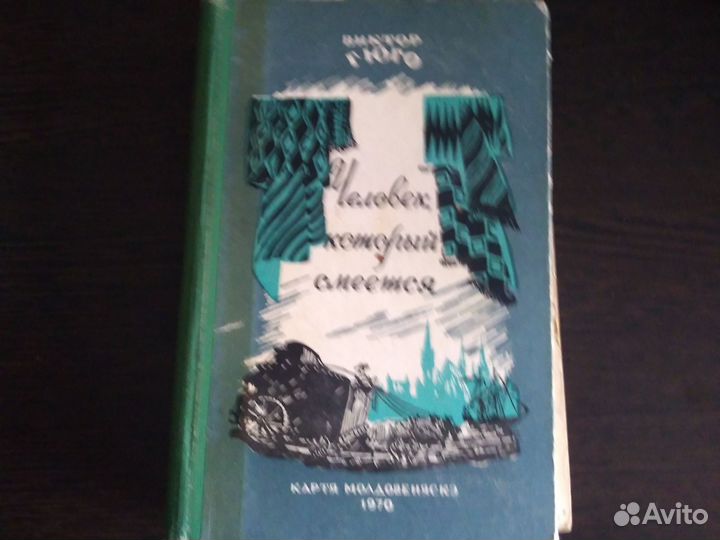 ВИКТОР
ГЮГО
Человек,
который
смеется
КАРТЯ МОЛДОВЕНЯСКЭ
1970
Avito